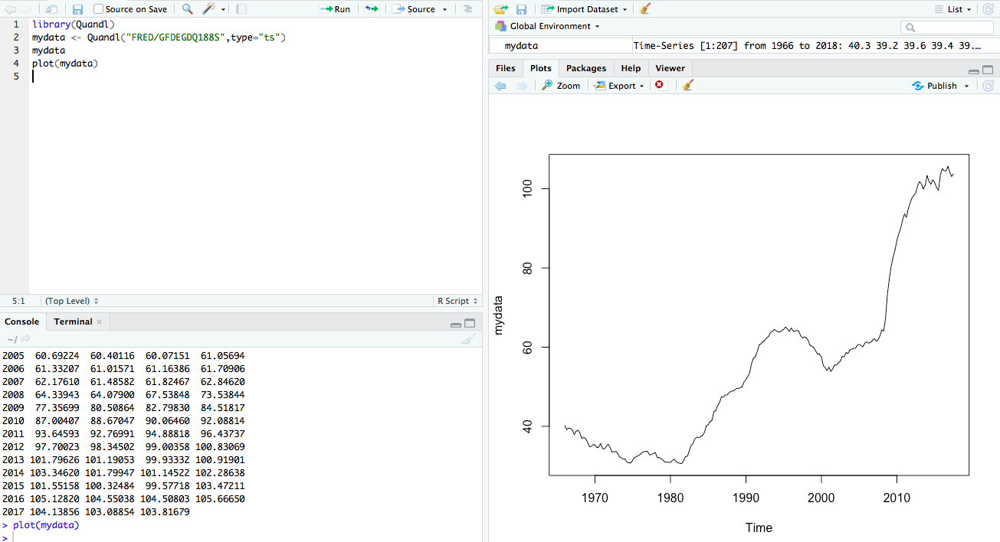 Source on Save
Run
Source
1 library(Quandl)
2 mydata <- Quandl("FRED/GFDEGDQ188S",type="ts")
3 mydata
4 plot(mydata)
5
5:1 (Top Level) R Script
Console Terminal
~/
2005 60.69224 60.40116 60.07151 61.05694
2006 61.33207 61.01571 61.16386 61.70906
2007 62.17610 61.48582 61.82467 62.84620
2008 64.33943 64.07900 67.53848 73.53844
2009 77.35699 80.50864 82.79830 84.51817
2010 87.00407 88.67047 90.06460 92.08814
2011 93.64593 92.76991 94.88818 96.43737
2012 97.70023 98.34502 99.00358 100.83069
2013 101.79626 101.19053 99.93332 100.91901
2014 103.34620 101.79947 101.14522 102.28638
2015 101.55158 100.32484 99.57718 103.47211
2016 105.12820 104.55038 104.50803 105.66650
2017 104.13856 103.08854 103.81679
> plot(mydata)
>
Import Dataset List
Global Environment
mydata Time-Series [1:207] from 1966 to 2018: 40.3 39.2 39.6 39.4 39.…
Files Plots Packages Help Viewer
Zoom Export Publish
100
80
60
40
mydata
1970 1980 1990 2000 2010
Time